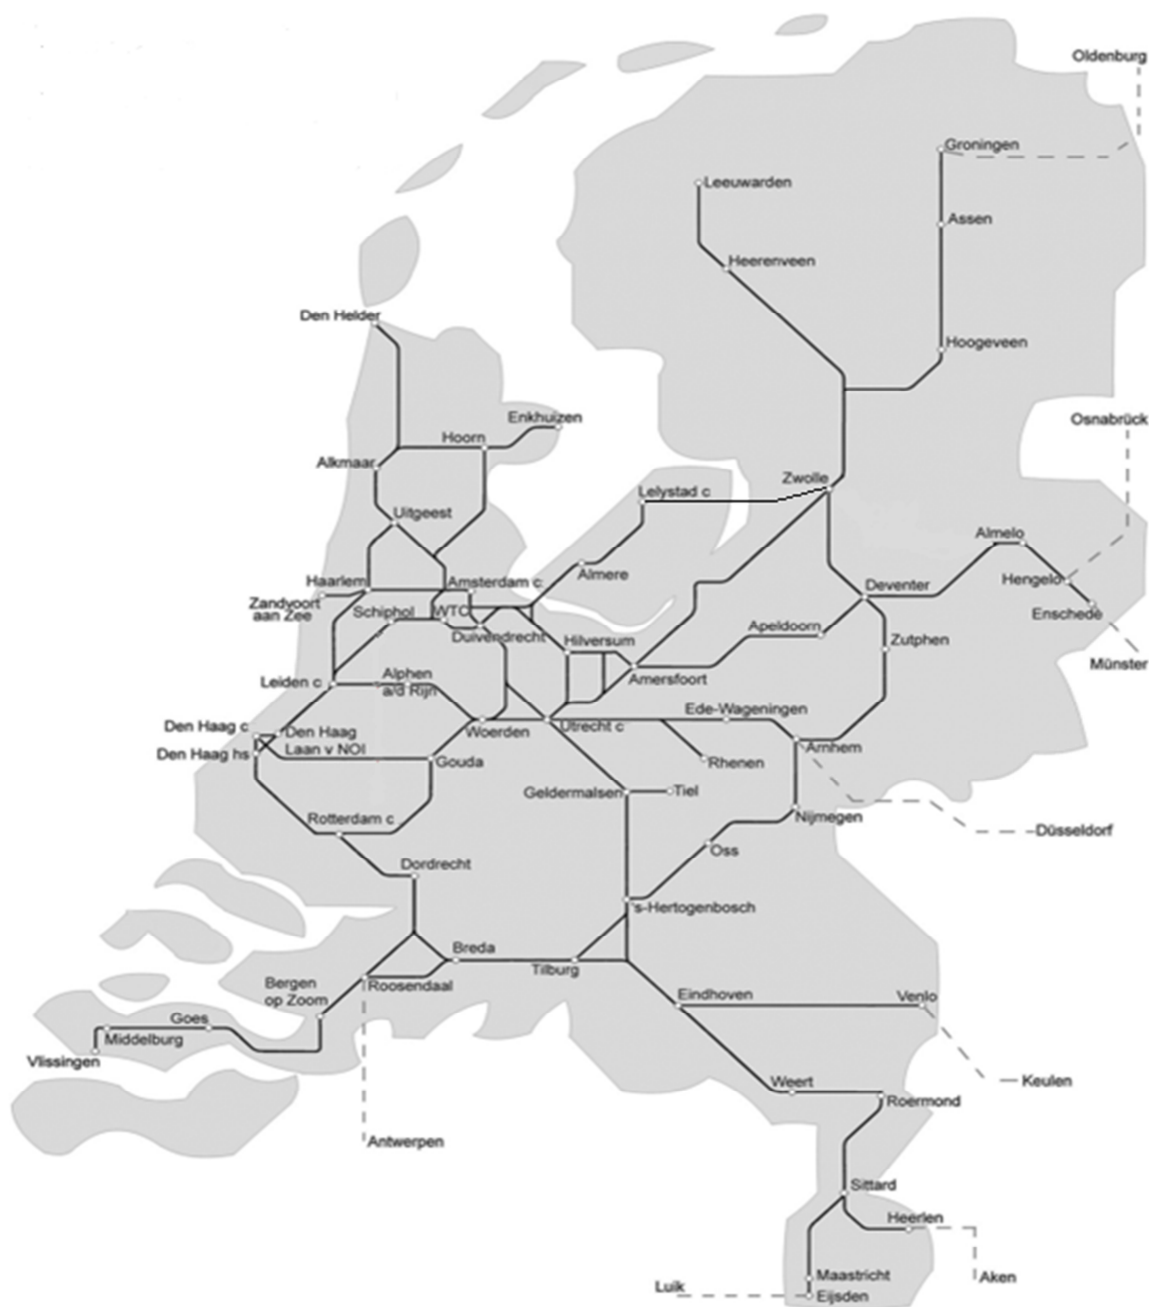 Oldenburg
Groningen
Leeuwarden
Assen
Heerenveen
Den Helder
Hoogeveen
Enkhuizen
Osnabrück
Hoorn
Alkmaar
Zwolle
Lelystad c
Uitgeest
Almelo
Almere
Haarlem
Amsterdam c
Hengelo
Deventer
Zandvoort
aan Zee
Schiphol
WTC
Enschede
Duivendrecht
Hilversum
Apeldoorn
Zutphen
Münster
Leiden c
Alphen
a/d Rijn
Amersfoort
Ede-Wageningen
Den Haag c
Den Haag
Laan v NOI
Woerden
Utrecht c
Den Haag hs
Arnhem
Gouda
Rhenen
Geldermalsen
Tiel
Rotterdam c
Nijmegen
Düsseldorf
Oss
Dordrecht
's-Hertogenbosch
Breda
Tilburg
Bergen
op Zoom
Roosendaal
Eindhoven
Venlo
Goes
Middelburg
Vlissingen
Weert
Keulen
Roermond
Antwerpen
Sittard
Heerlen
Maastricht
Aken
Luik
Eijsden